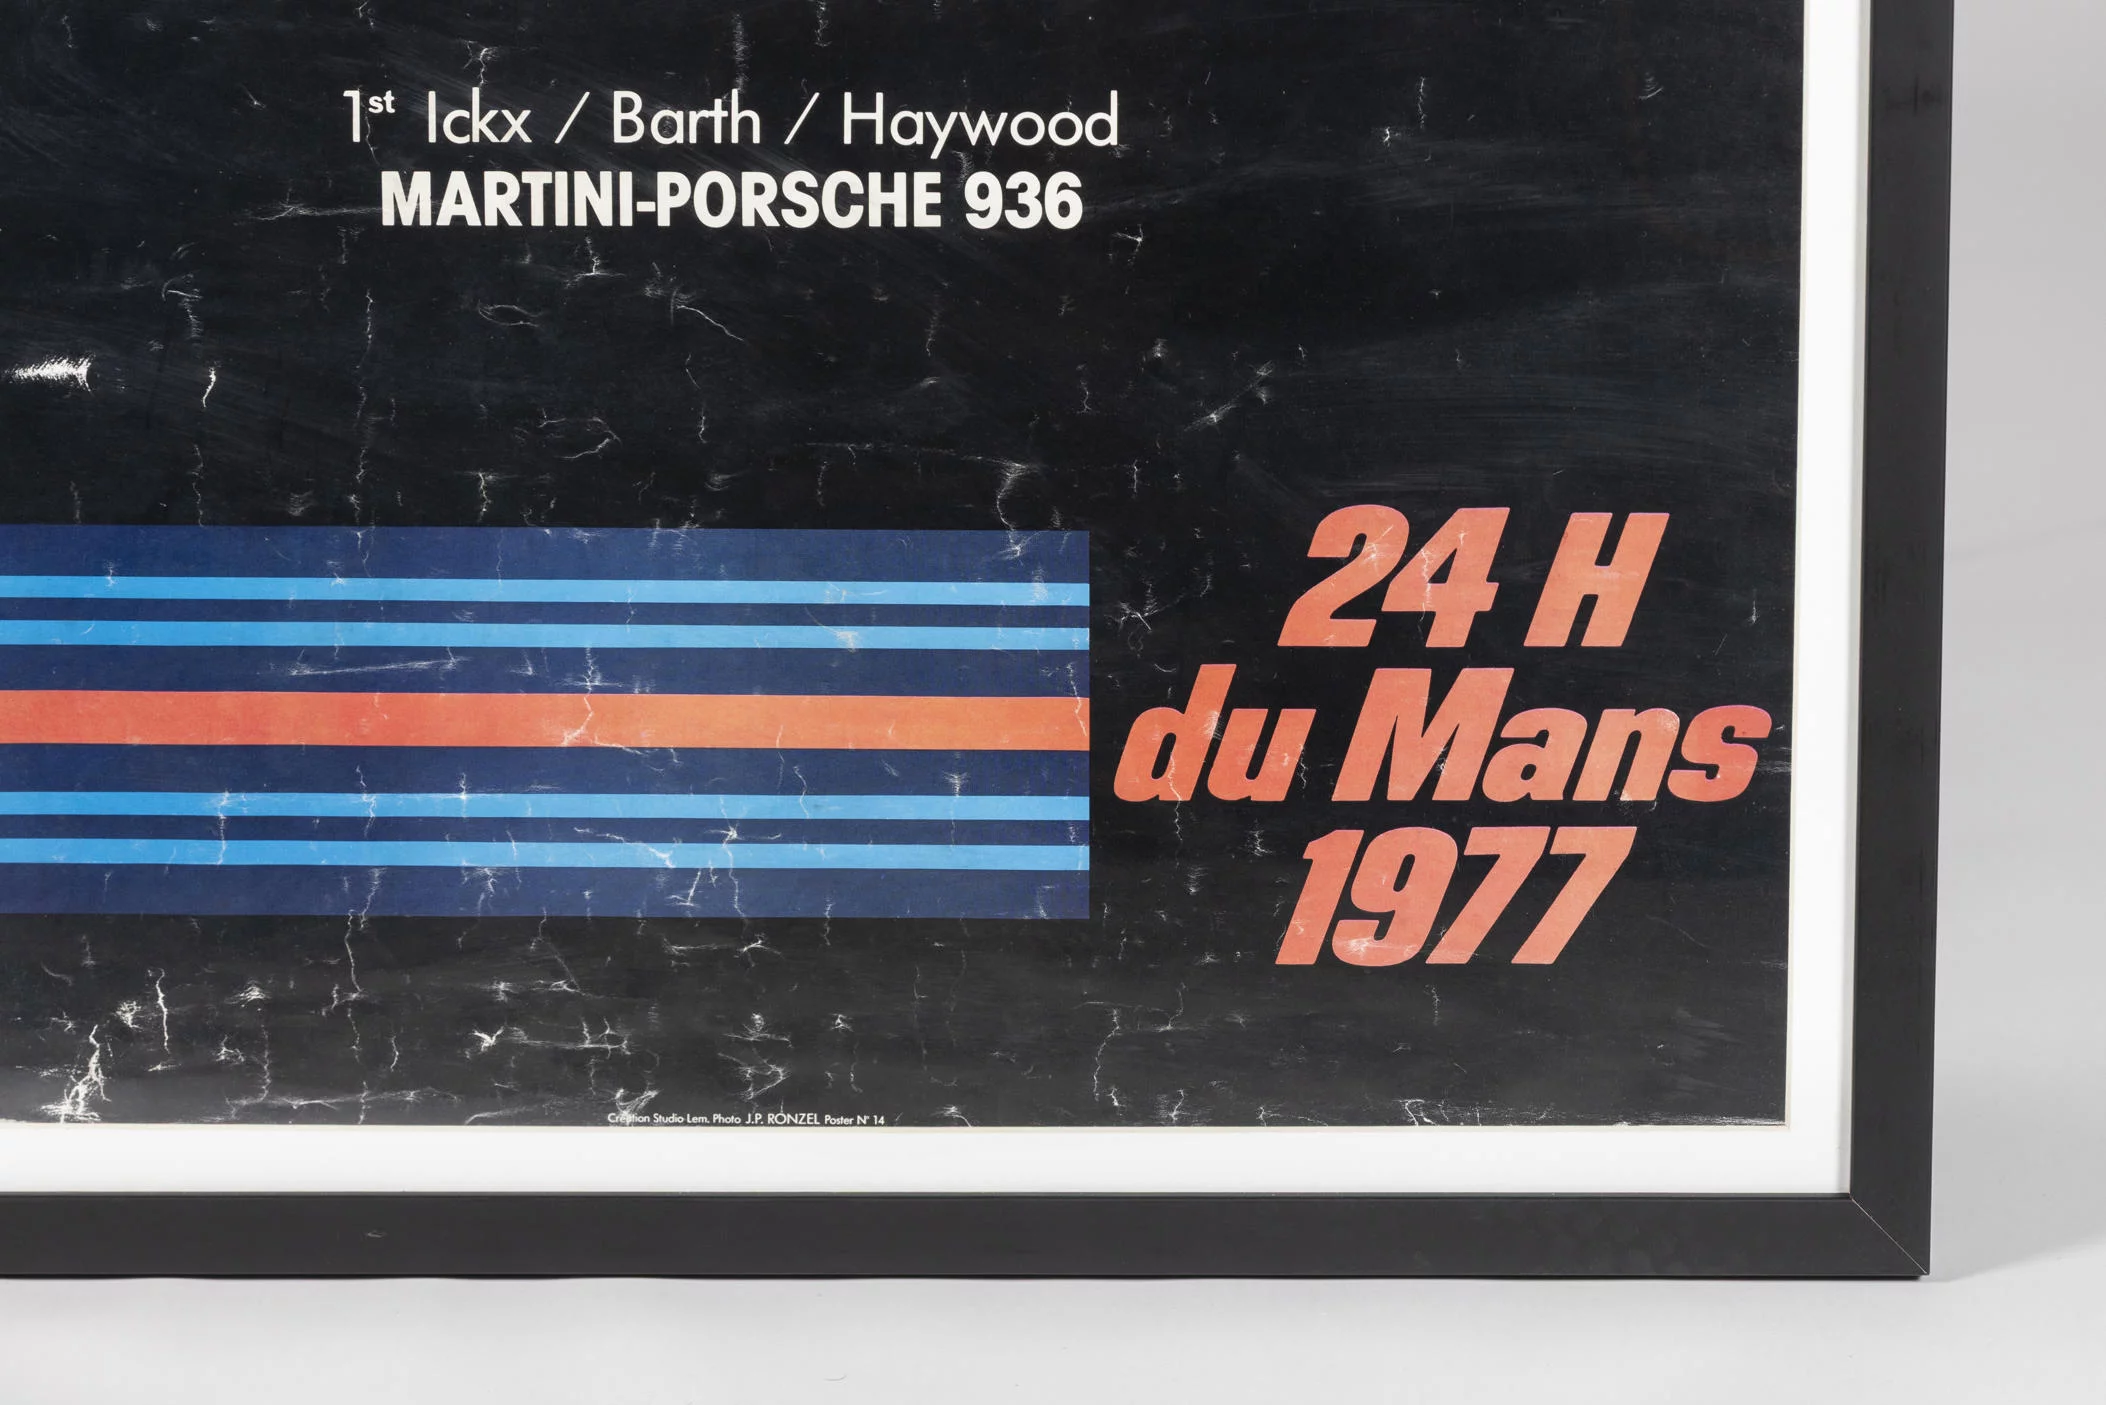 1st Ickx / Barth / Haywood
MARTINI-PORSCHE 936
24 H
du Mans
1977
Création Studio Lem. Photo J.P. RONZEL Poster N° 14